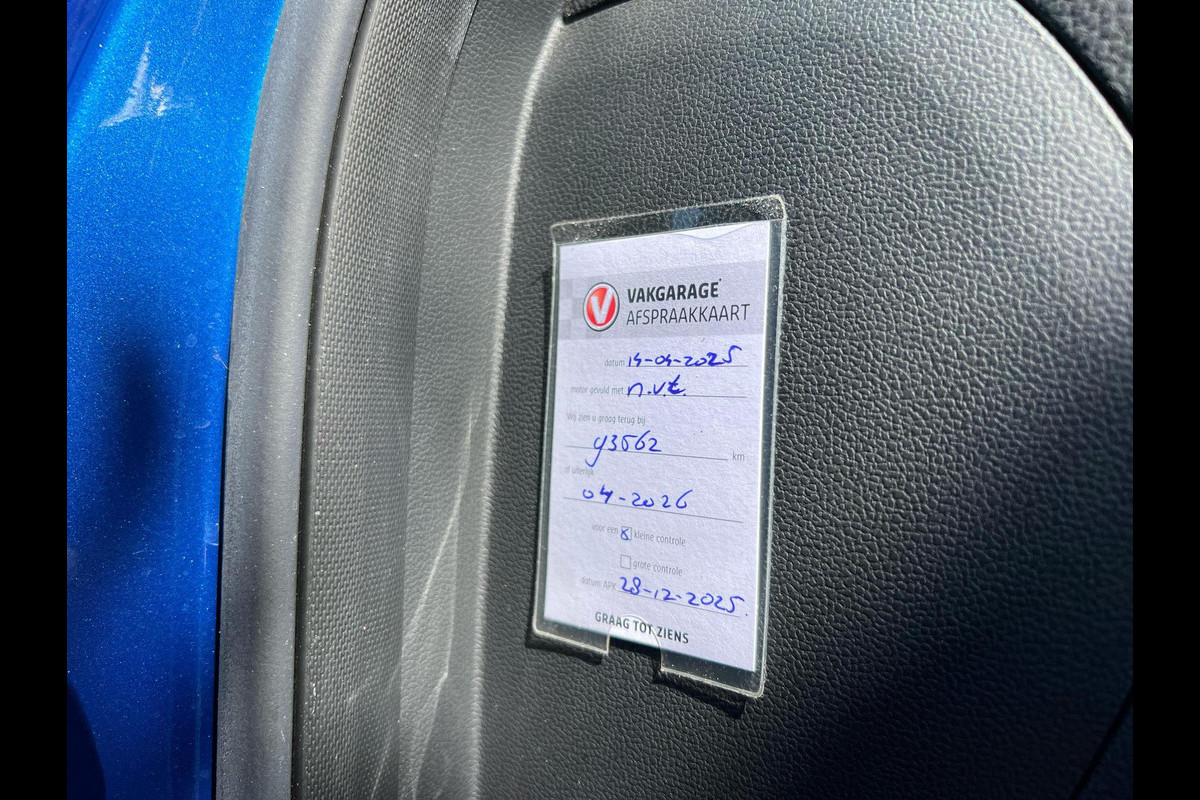 VAKGARAGE
AFSPRAAKKAART
datum 14-04-2025
motor gevuld met n.v.t.
Wij zien u graag terug bij:
93562 km
of uiterlijk
04-2026
voor een kleine controle
grote controle
datum APK 28-12-2025
GRAAG TOT ZIENS